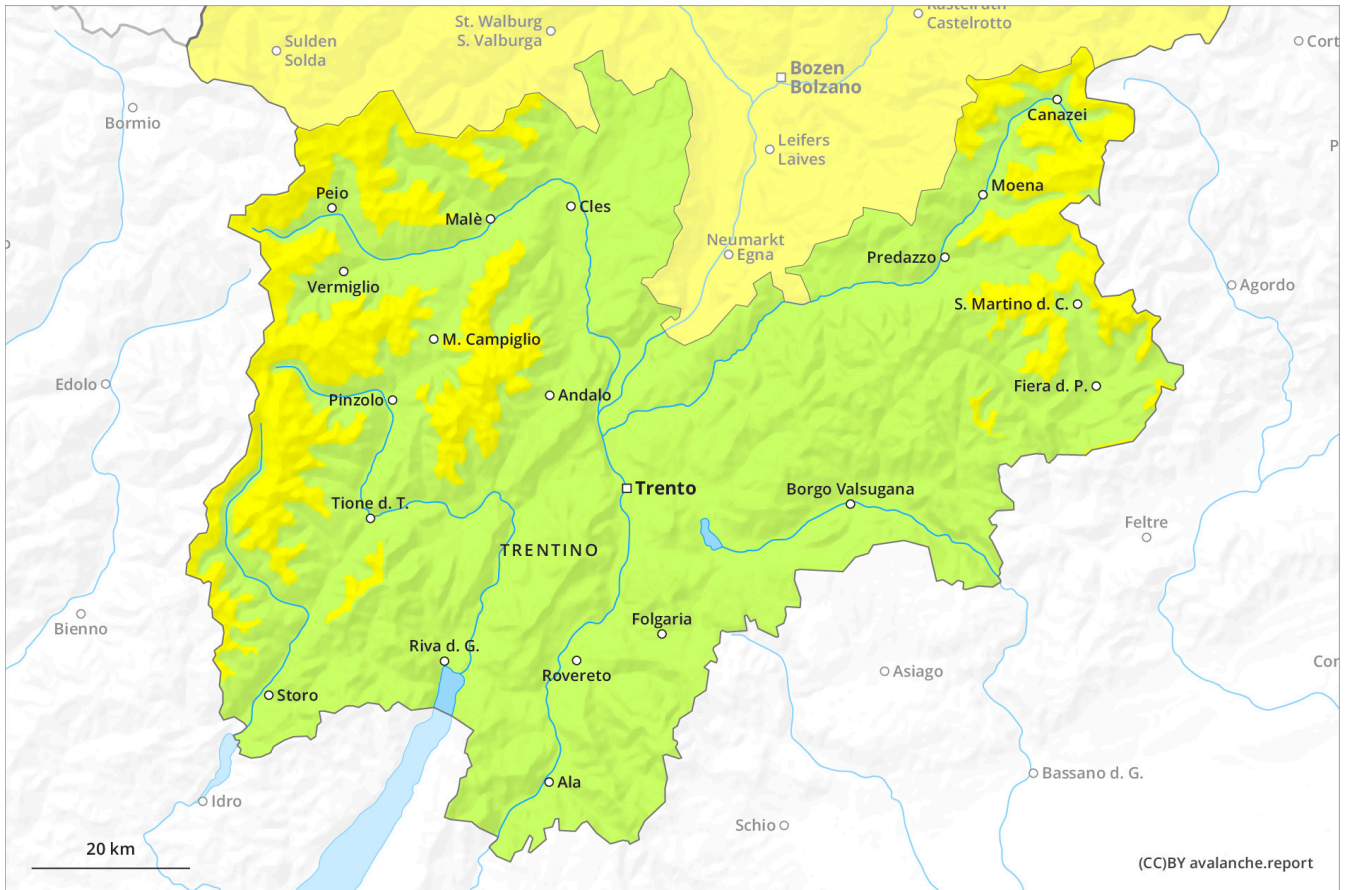 Kastelruth
Castelrotto
St. Walburg
S. Valburga
Sulden
Solda
Cort
Bozen
Bolzano
Bormio
Canazei
Leifers
Laives
Peio
Moena
Malè
Cles
Neumarkt
Egna
Predazzo
Vermiglio
Agordo
S. Martino d. C.
M. Campiglio
Edolo
Fiera d. P.
Pinzolo
Andalo
Trento
Borgo Valsugana
Tione d. T.
Feltre
TRENTINO
Bienno
Folgaria
Riva d. G.
Rovereto
Asiago
Cor
Storo
Bassano d. G.
Ala
Idro
Schio
20 km
(CC)BY avalanche.report